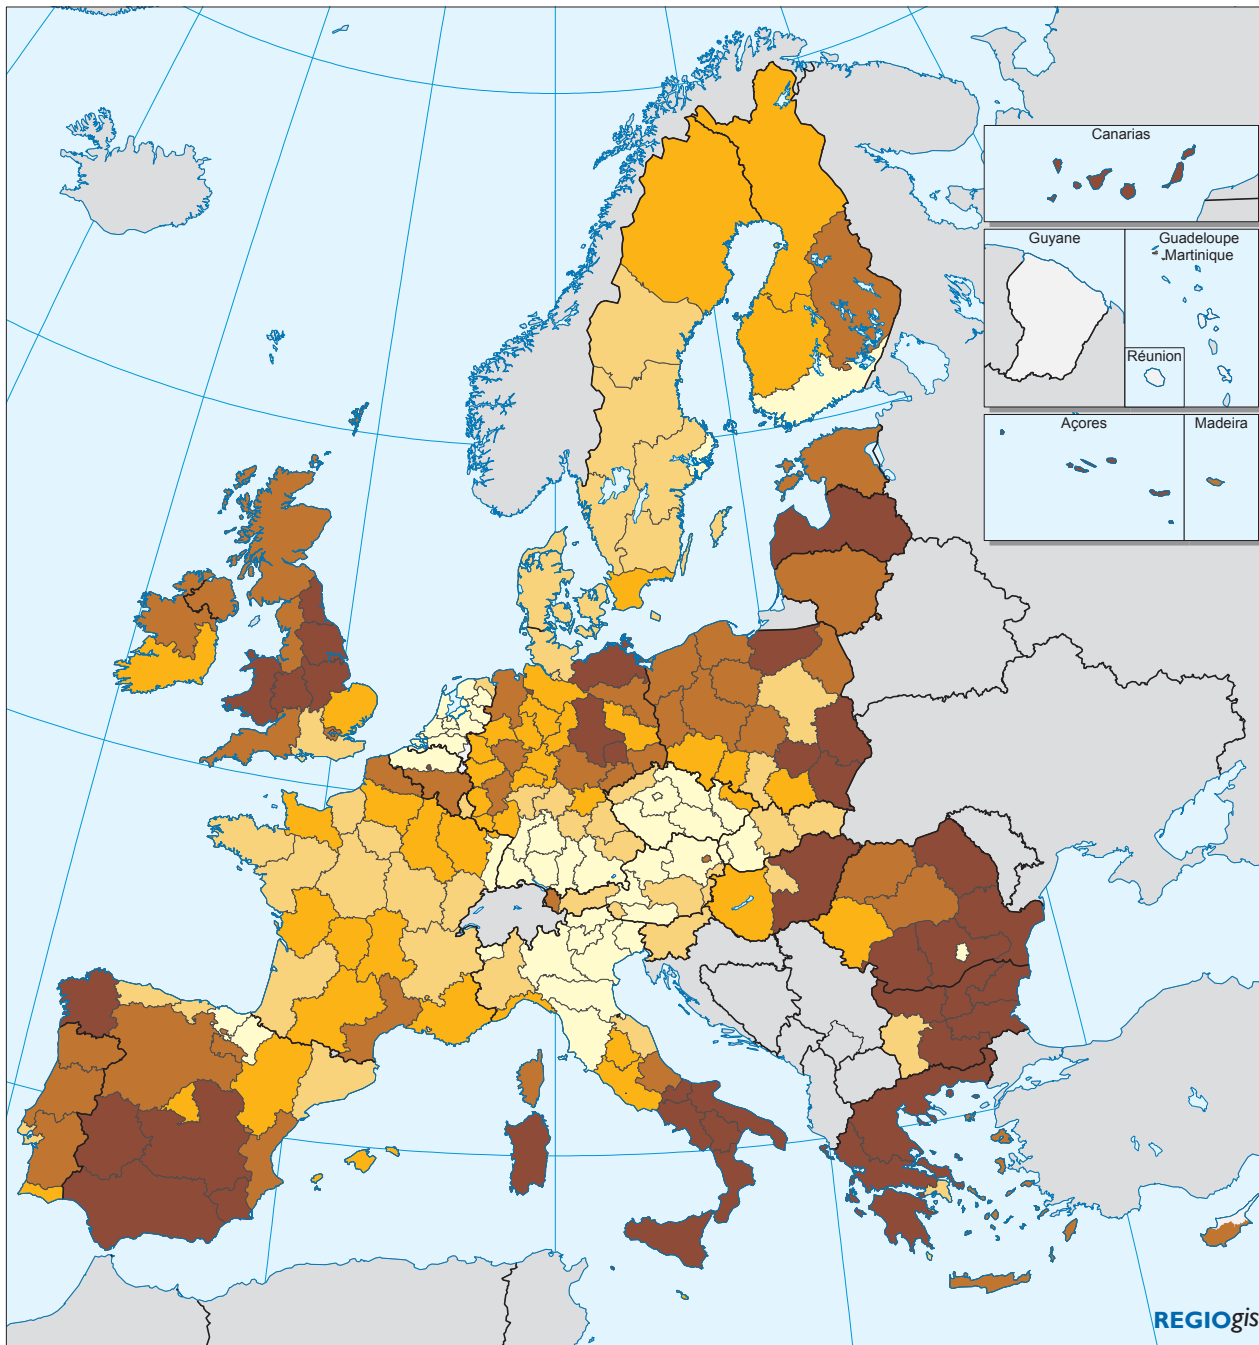 Canarias
Guyane
Guadeloupe
Martinique
Réunion
Açores
Madeira
REGIOgis